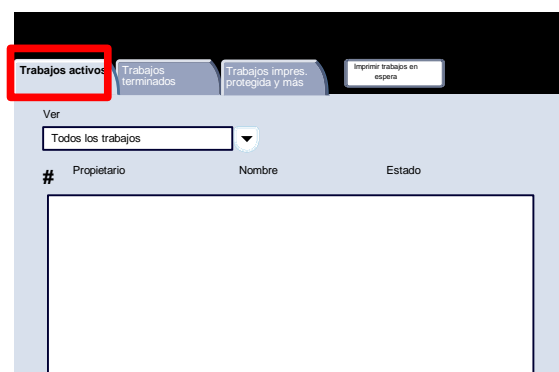 Trabajos activos
Trabajos
terminados
Trabajos impres.
protegida y más
Imprimir trabajos en
espera
Ver
Todos los trabajos
# Propietario Nombre Estado